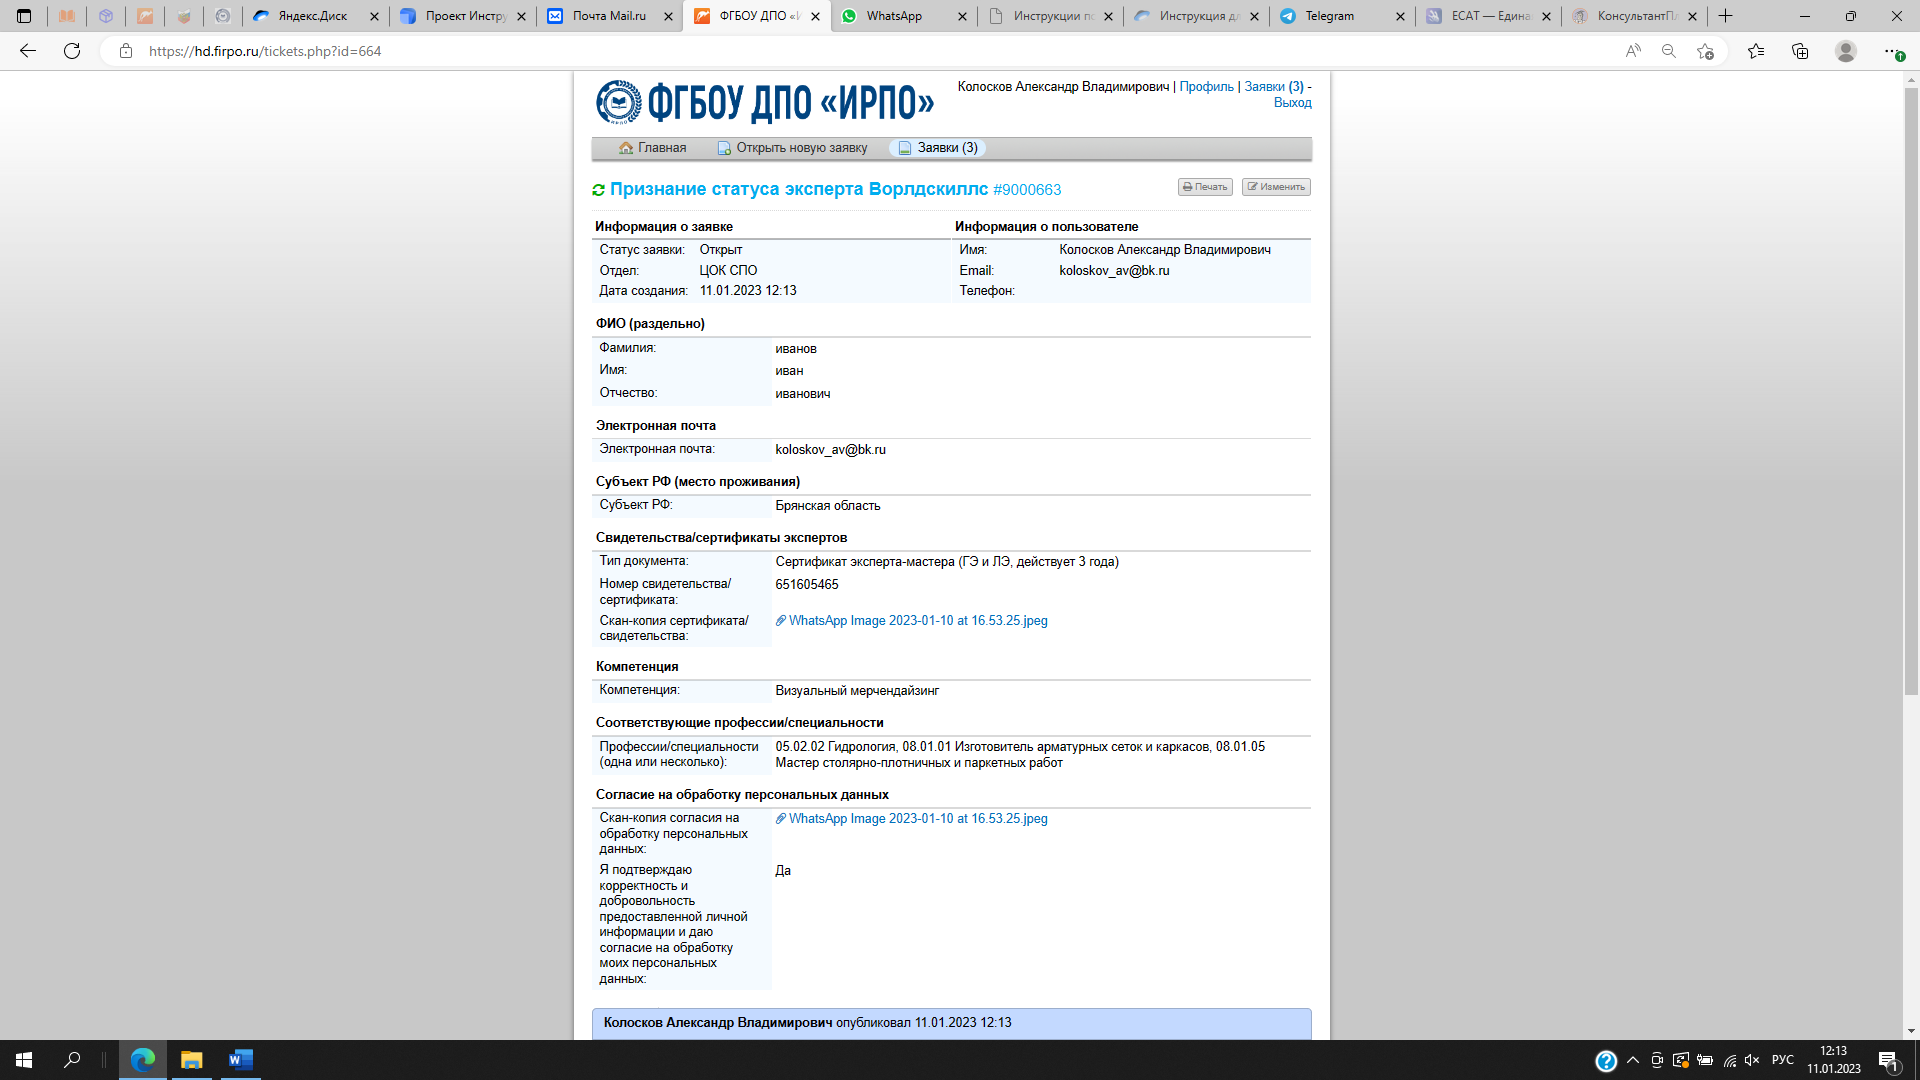 Яндекс.Диск
Проект Инстру
Почта Mail.ru
ФГБОУ ДПО «И
WhatsApp
Инструкции по
Инструкция дл
Telegram
ЕСАТ — Едина
КонсультантПл
https://hd.firpo.ru/tickets.php?id=664
ФГБОУ ДПО «ИРПО»
Колосков Александр Владимирович | Профиль | Заявки (3) -
Выход
Главная
Открыть новую заявку
Заявки (3)
Признание статуса эксперта Ворлдскиллс #9000663
Печать
Изменить
Информация о заявке
Информация о пользователе
Статус заявки: Открыт
Имя: Колосков Александр Владимирович
Отдел: ЦОК СПО
Email: koloskov_av@bk.ru
Дата создания: 11.01.2023 12:13
Телефон:
ФИО (раздельно)
Фамилия: иванов
Имя: иван
Отчество: иванович
Электронная почта
Электронная почта: koloskov_av@bk.ru
Субъект РФ (место проживания)
Субъект РФ: Брянская область
Свидетельства/сертификаты экспертов
Тип документа: Сертификат эксперта-мастера (ГЭ и ЛЭ, действует 3 года)
Номер свидетельства/ 651605465
сертификата:
Скан-копия сертификата/ WhatsApp Image 2023-01-10 at 16.53.25.jpeg
свидетельства:
Компетенция
Компетенция: Визуальный мерчендайзинг
Соответствующие профессии/специальности
Профессии/специальности 05.02.02 Гидрология, 08.01.01 Изготовитель арматурных сеток и каркасов, 08.01.05
(одна или несколько): Мастер столярно-плотничных и паркетных работ
Согласие на обработку персональных данных
Скан-копия согласия на WhatsApp Image 2023-01-10 at 16.53.25.jpeg
обработку персональных
данных:
Я подтверждаю Да
корректность и
добровольность
предоставленной личной
информации и даю
согласие на обработку
моих персональных
данных:
Колосков Александр Владимирович опубликовал 11.01.2023 12:13
РУС
12:13
11.01.2023
1